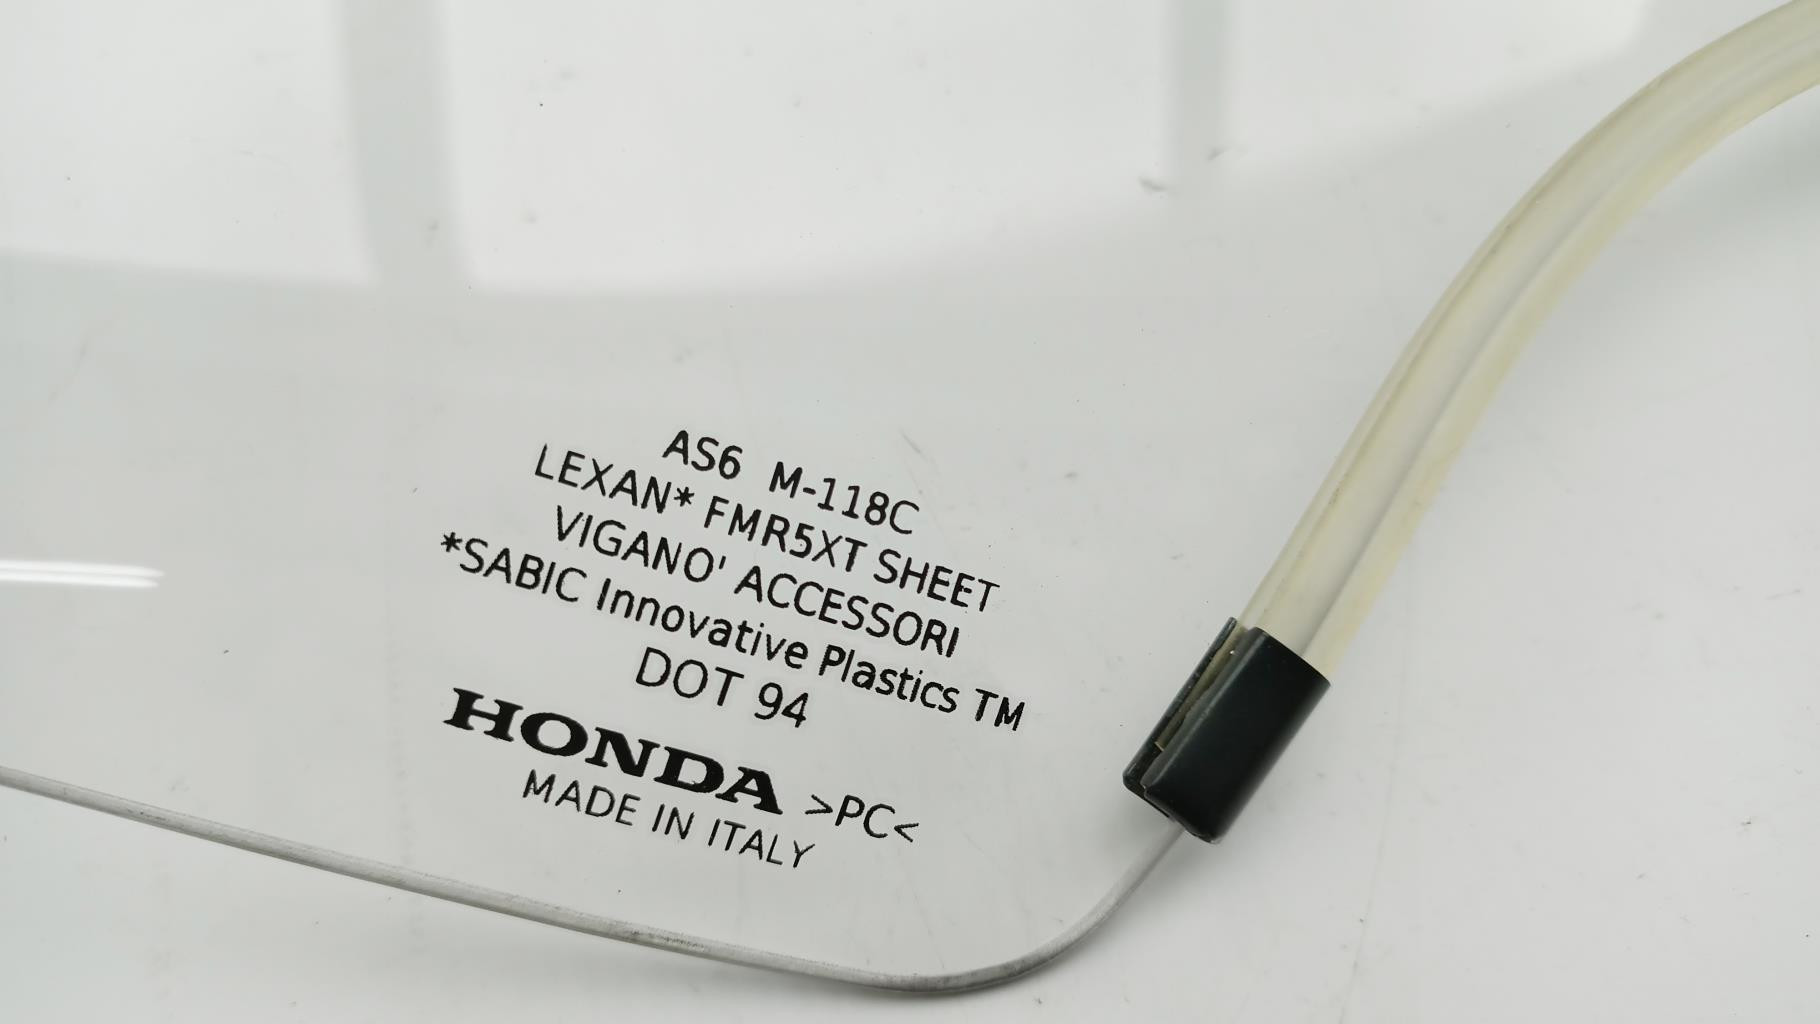 AS6 M-118C
LEXAN* FMR5XT SHEET
VIGANO' ACCESSORI
*SABIC Innovative Plastics TM
DOT 94
HONDA >PC<
MADE IN ITALY